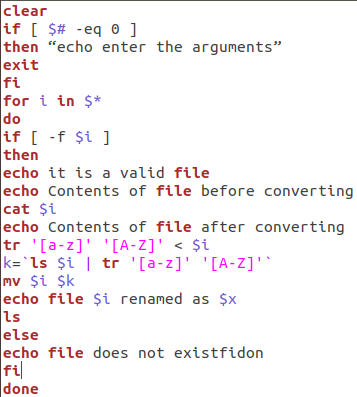 clear
if [ $# -eq 0 ]
then “echo enter the arguments”
exit
fi
for i in $*
do
if [ -f $i ]
then
echo it is a valid file
echo Contents of file before converting
cat $i
echo Contents of file after converting
tr '[a-z]' '[A-Z]' < $i
k=`ls $i | tr '[a-z]' '[A-Z]'`
mv $i $k
echo file $i renamed as $x
ls
else
echo file does not existfidon
fi
done